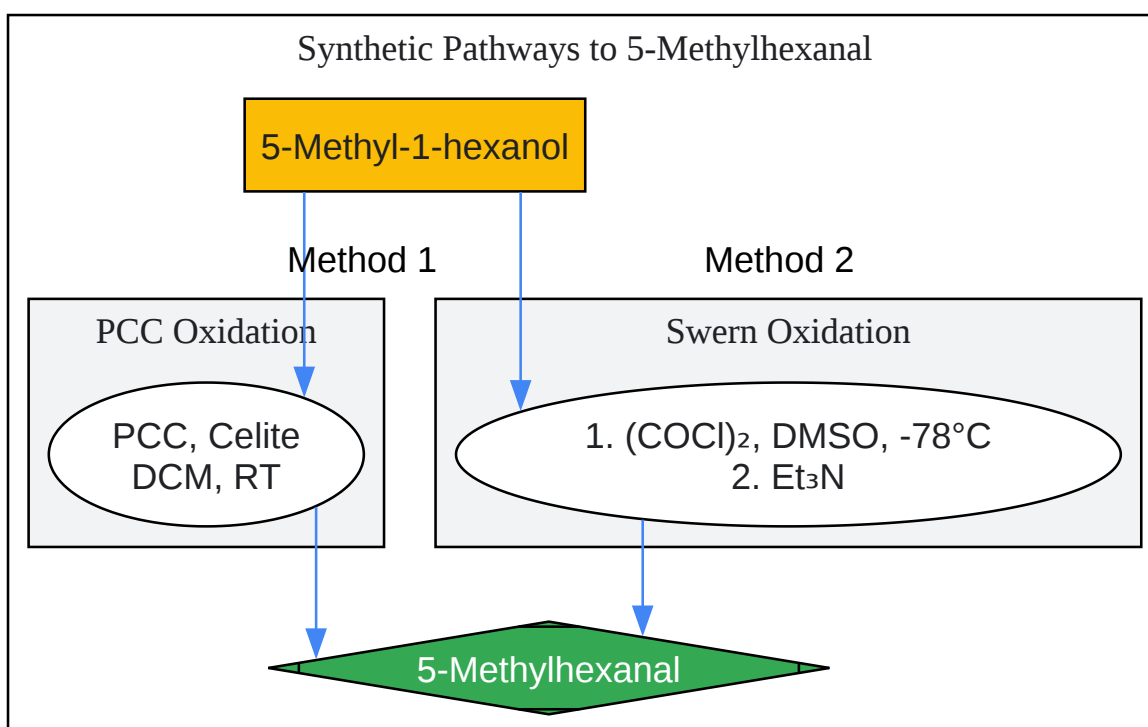 Synthetic Pathways to 5-Methylhexanal
5-Methyl-1-hexanol
Method 1
Method 2
PCC Oxidation
PCC, Celite
DCM, RT
Swern Oxidation
1. (COCl)₂, DMSO, -78°C
2. Et₃N
5-Methylhexanal